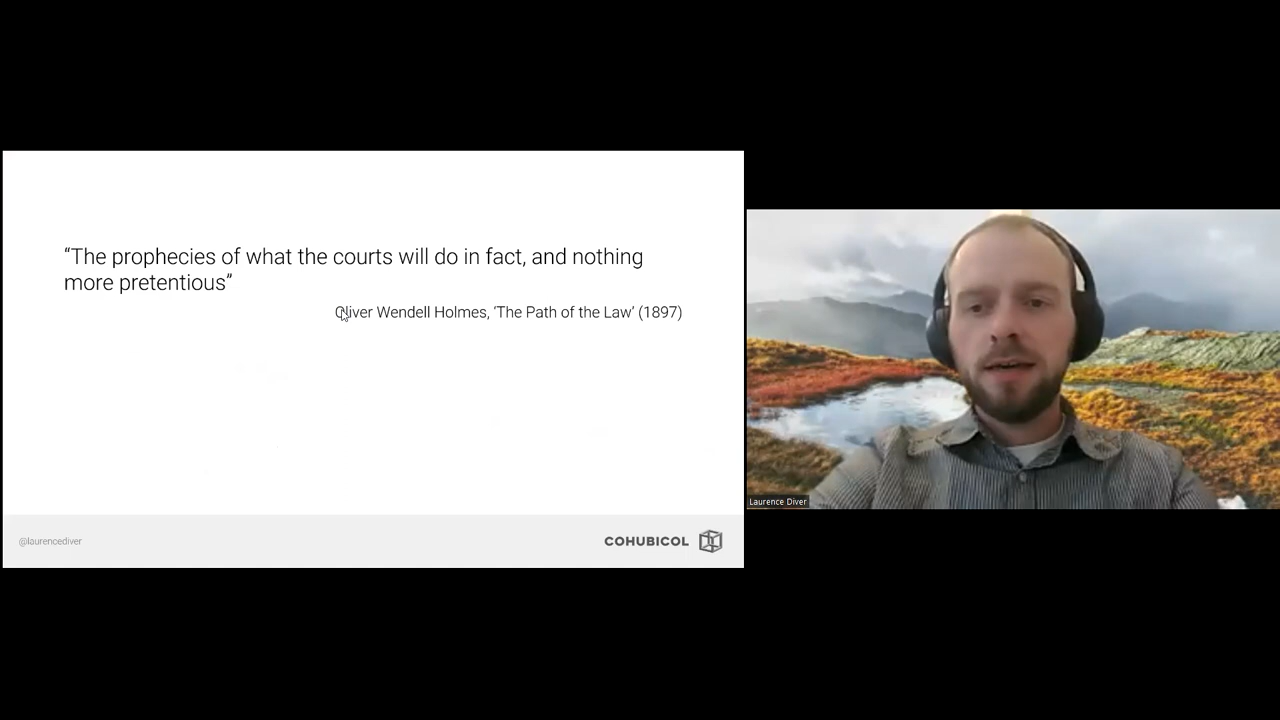 “The prophecies of what the courts will do in fact, and nothing
more pretentious”
Oliver Wendell Holmes, ‘The Path of the Law’ (1897)
@laurencediver
COHUBICOL
Laurence Diver